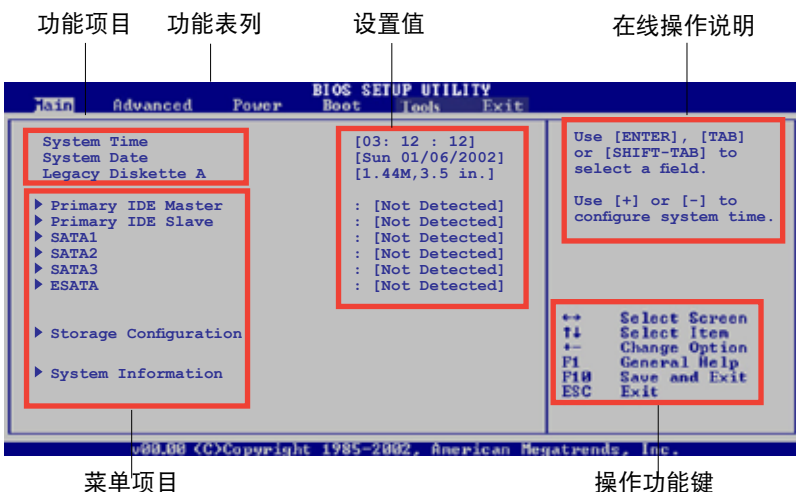 功能项目 功能表列 设置值 在线操作说明
BIOS SETUP UTILITY
Main Advanced Power Boot Tools Exit
System Time [03: 12 : 12]
System Date [Sun 01/06/2002]
Legacy Diskette A [1.44M,3.5 in.]
Primary IDE Master : [Not Detected]
Primary IDE Slave : [Not Detected]
SATA1 : [Not Detected]
SATA2 : [Not Detected]
SATA3 : [Not Detected]
ESATA : [Not Detected]
Storage Configuration
System Information
Use [ENTER], [TAB]
or [SHIFT-TAB] to
select a field.
Use [+] or [-] to
configure system time.
↔ Select Screen
↑↓ Select Item
+- Change Option
F1 General Help
F10 Save and Exit
ESC Exit
v00.00 (C)Copyright 1985-2002, American Megatrends, Inc.
菜单项目 操作功能键